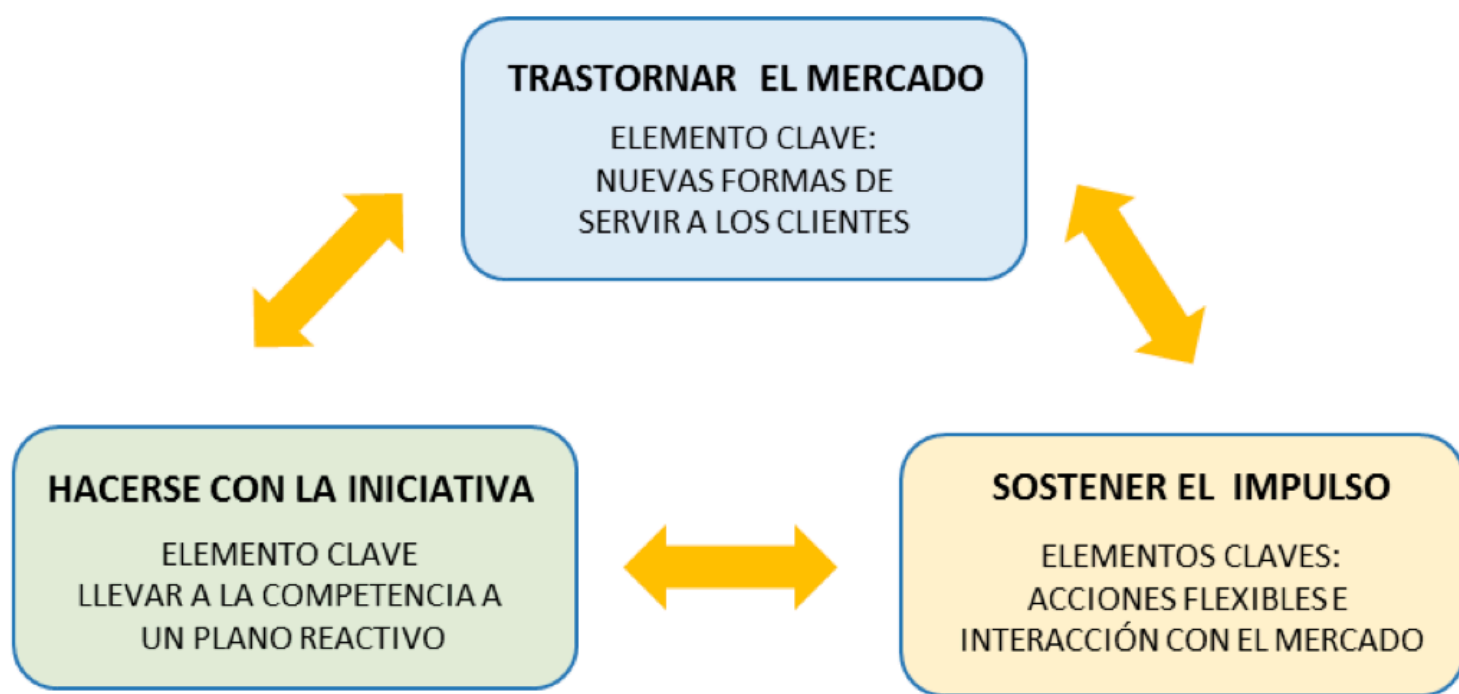 TRASTORNAR EL MERCADO
ELEMENTO CLAVE:
NUEVAS FORMAS DE
SERVIR A LOS CLIENTES
HACERSE CON LA INICIATIVA
ELEMENTO CLAVE
LLEVAR A LA COMPETENCIA A
UN PLANO REACTIVO
SOSTENER EL IMPULSO
ELEMENTOS CLAVES:
ACCIONES FLEXIBLES E
INTERACCIÓN CON EL MERCADO